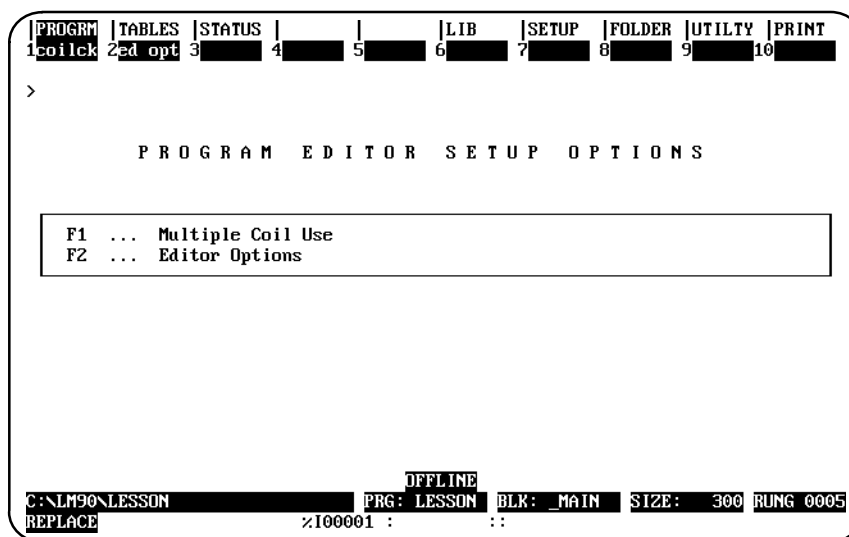 |PROGRM |TABLES |STATUS | | |LIB |SETUP |FOLDER |UTILTY |PRINT
1coilck 2ed opt 3 4 5 6 7 8 9 10
>
PROGRAM EDITOR SETUP OPTIONS
F1 ... Multiple Coil Use
F2 ... Editor Options
OFFLINE
C:\LM90\LESSON PRG: LESSON BLK: _MAIN SIZE: 300 RUNG 0005
REPLACE %I00001 : ::